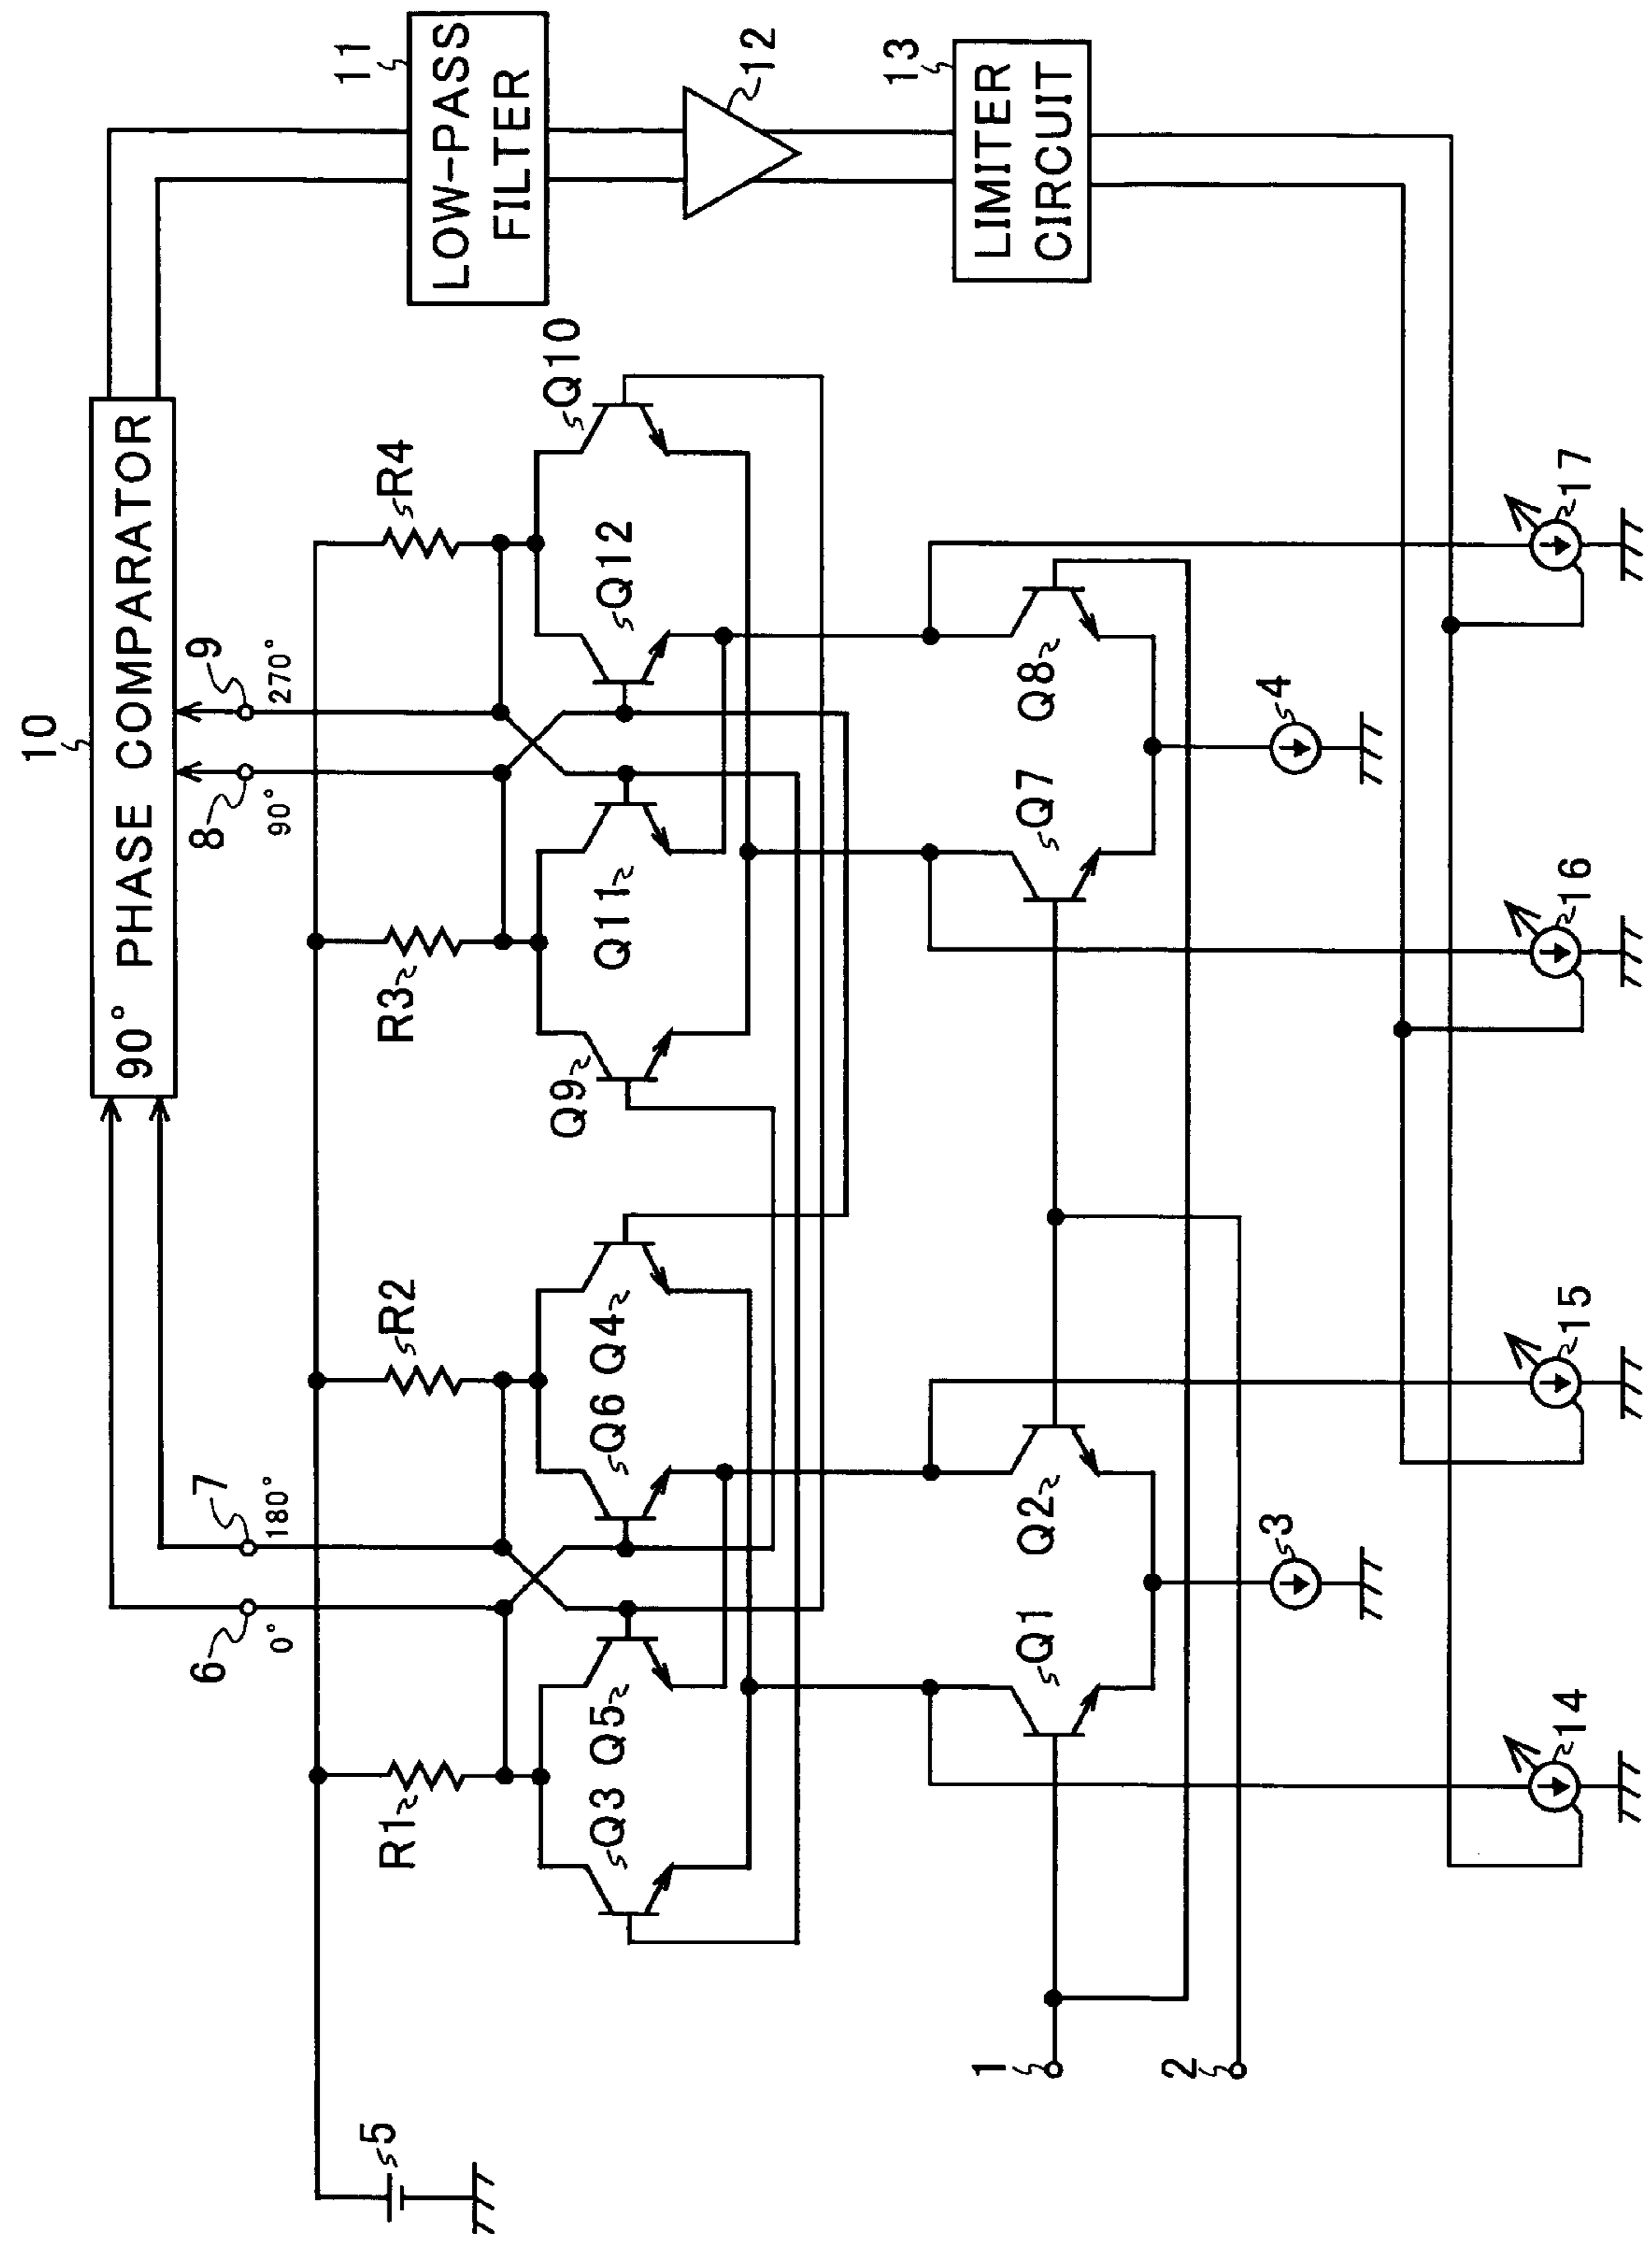 10
90° PHASE COMPARATOR
11
LOW-PASS
FILTER
12
13
LIMITER
CIRCUIT
6
0°
7
180°
8
90°
9
270°
5
R1
R2
R3
R4
Q3
Q5
Q6
Q4
Q9
Q11
Q12
Q10
1
2
Q1
Q2
Q7
Q8
3
4
14
15
16
17